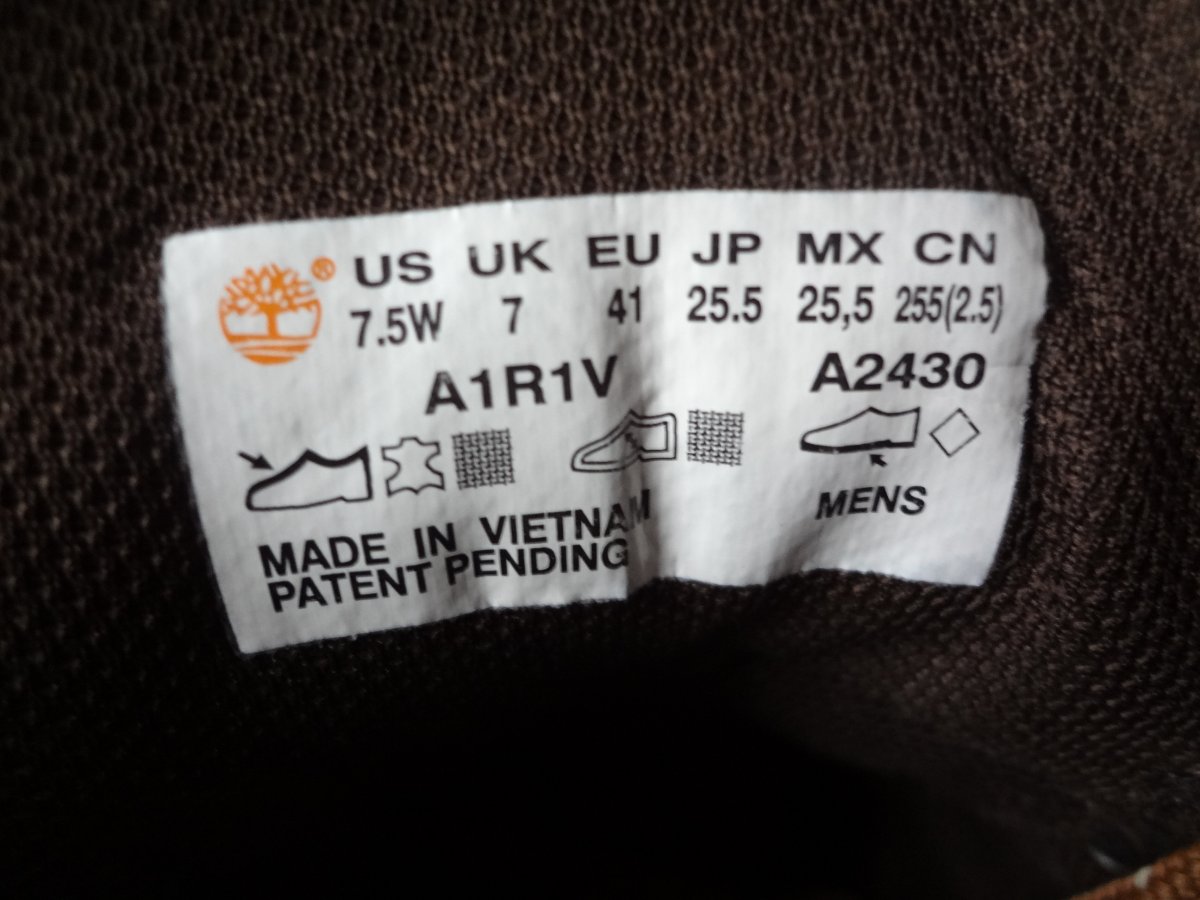 ® US UK EU JP MX CN
7.5W 7 41 25.5 25,5 255(2.5)
A1R1V A2430
MENS
MADE IN VIETNAM
PATENT PENDING